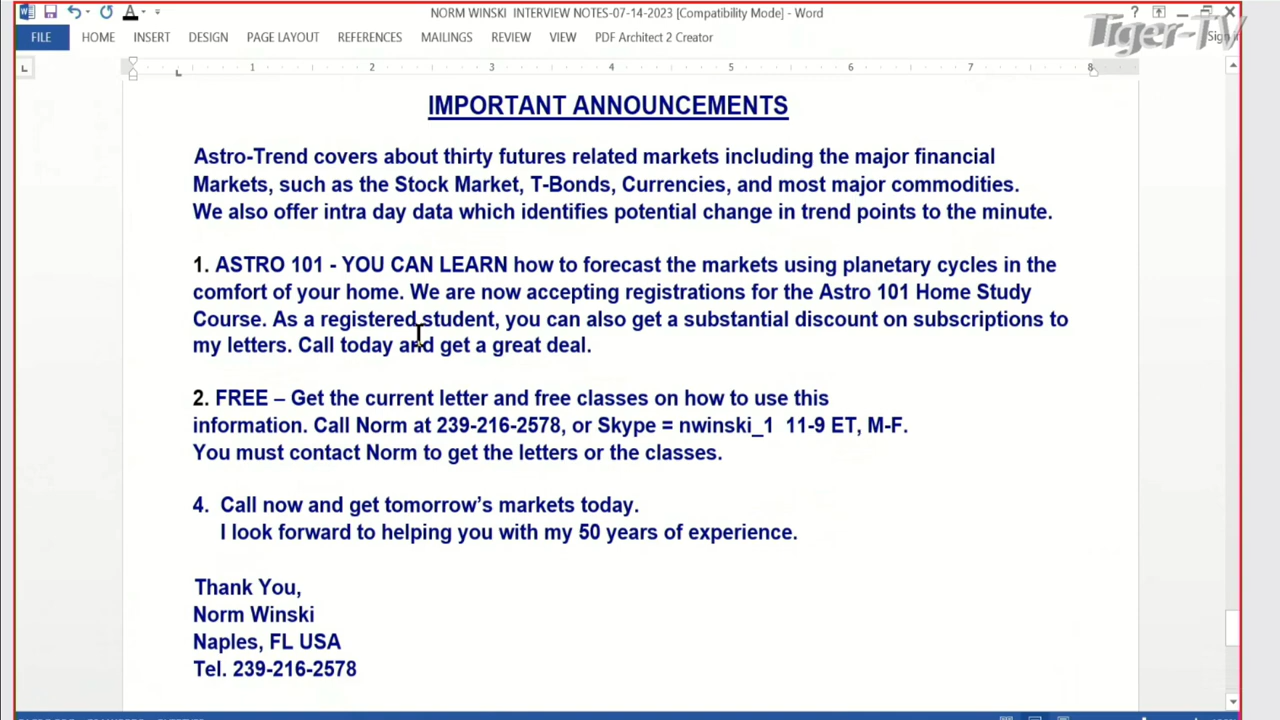 NORM WINSKI  INTERVIEW NOTES-07-14-2023 [Compatibility Mode] - Word
Tiger-TV
FILE HOME INSERT DESIGN PAGE LAYOUT REFERENCES MAILINGS REVIEW VIEW PDF Architect 2 Creator Sign
1 2 3 4 5 6 7 8
IMPORTANT ANNOUNCEMENTS
Astro-Trend covers about thirty futures related markets including the major financial
Markets, such as the Stock Market, T-Bonds, Currencies, and most major commodities.
We also offer intra day data which identifies potential change in trend points to the minute.
1. ASTRO 101 - YOU CAN LEARN how to forecast the markets using planetary cycles in the
comfort of your home. We are now accepting registrations for the Astro 101 Home Study
Course. As a registered student, you can also get a substantial discount on subscriptions to
my letters. Call today and get a great deal.
2. FREE – Get the current letter and free classes on how to use this
information. Call Norm at 239-216-2578, or Skype = nwinski_1  11-9 ET, M-F.
You must contact Norm to get the letters or the classes.
4.  Call now and get tomorrow’s markets today.
I look forward to helping you with my 50 years of experience.
Thank You,
Norm Winski
Naples, FL USA
Tel. 239-216-2578